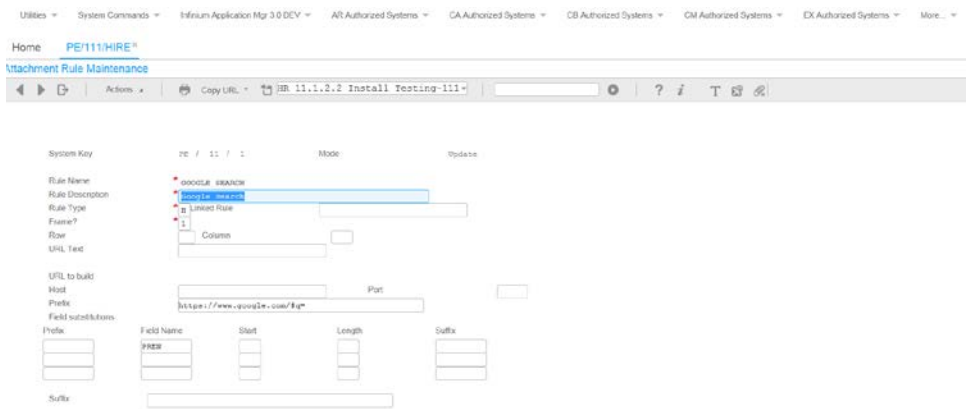 Utilities System Commands Infinium Application Mgr 3.0 DEV AR Authorized Systems CA Authorized Systems CB Authorized Systems CM Authorized Systems EX Authorized Systems More...
Home PE/111/HIRE
Attachment Rule Maintenance
Actions Copy URL HR 11.1.2.2 Install Testing-111 ? i T
System Key PE / 11 / 1 Mode Update
Rule Name * GOOGLE SEARCH
Rule Description * Google Search
Rule Type * Linked Rule
Frame? * 1
Row Column
URL Text
URL to build
Host Port
Prefix https://www.google.com/#q=
Field substitutions
Prefix Field Name Start Length Suffix
Suffix